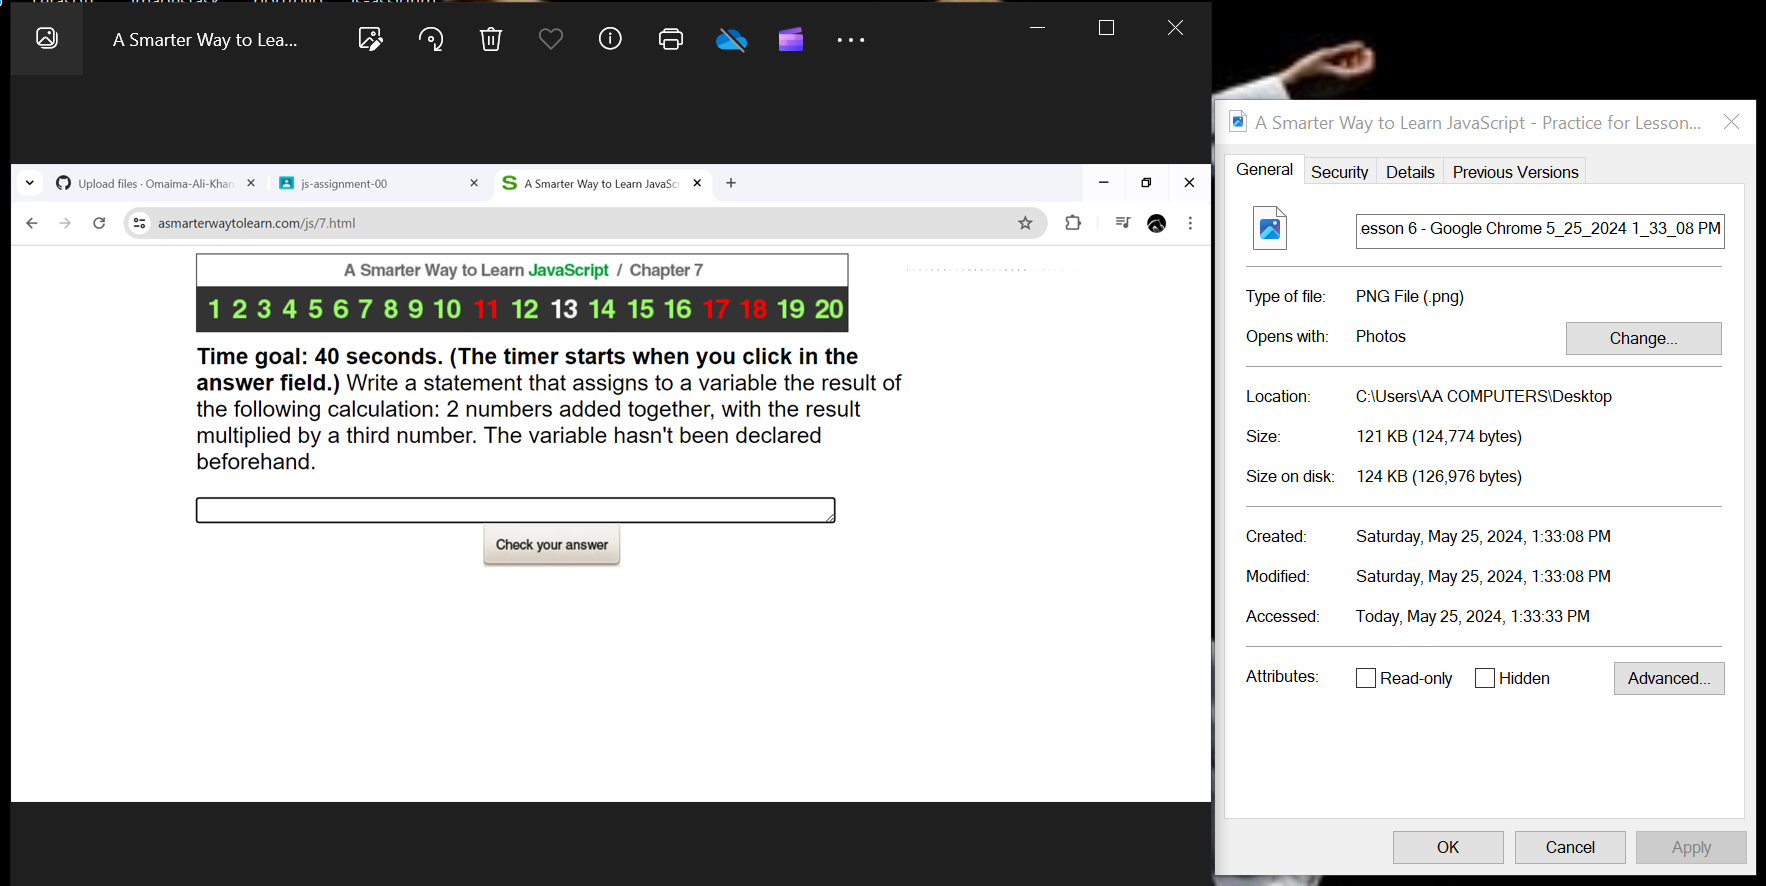 A Smarter Way to Lea...
Upload files · Omaima-Ali-Khan
js-assignment-00
A Smarter Way to Learn JavaSc
asmarterwaytolearn.com/js/7.html
A Smarter Way to Learn JavaScript / Chapter 7
1 2 3 4 5 6 7 8 9 10 11 12 13 14 15 16 17 18 19 20
Time goal: 40 seconds. (The timer starts when you click in the
answer field.) Write a statement that assigns to a variable the result of
the following calculation: 2 numbers added together, with the result
multiplied by a third number. The variable hasn't been declared
beforehand.
Check your answer
A Smarter Way to Learn JavaScript - Practice for Lesson...
General Security Details Previous Versions
esson 6 - Google Chrome 5_25_2024 1_33_08 PM
Type of file: PNG File (.png)
Opens with: Photos Change...
Location: C:\Users\AA COMPUTERS\Desktop
Size: 121 KB (124,774 bytes)
Size on disk: 124 KB (126,976 bytes)
Created: Saturday, May 25, 2024, 1:33:08 PM
Modified: Saturday, May 25, 2024, 1:33:08 PM
Accessed: Today, May 25, 2024, 1:33:33 PM
Attributes: Read-only Hidden Advanced...
OK Cancel Apply